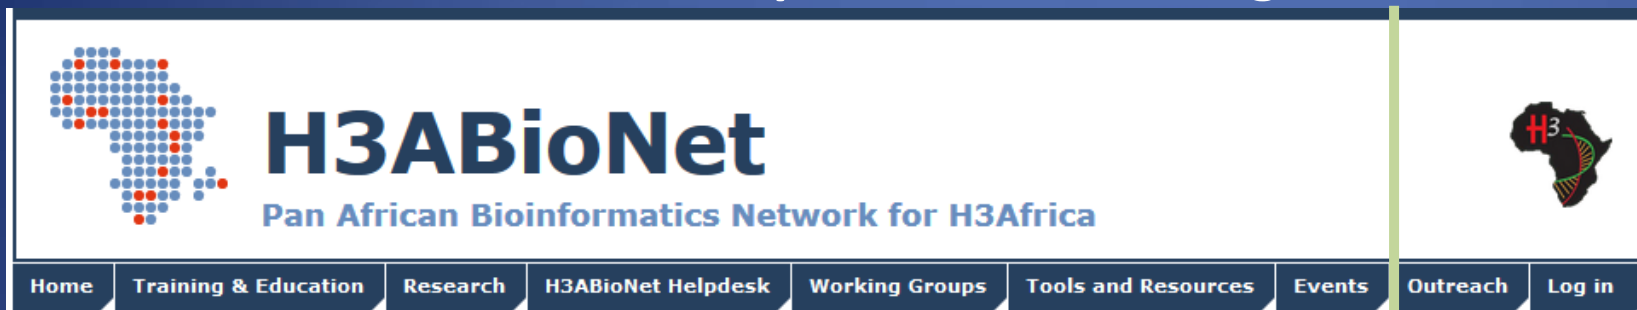 H3ABioNet
Pan African Bioinformatics Network for H3Africa
H3
Home Training & Education Research H3ABioNet Helpdesk Working Groups Tools and Resources Events Outreach Log in